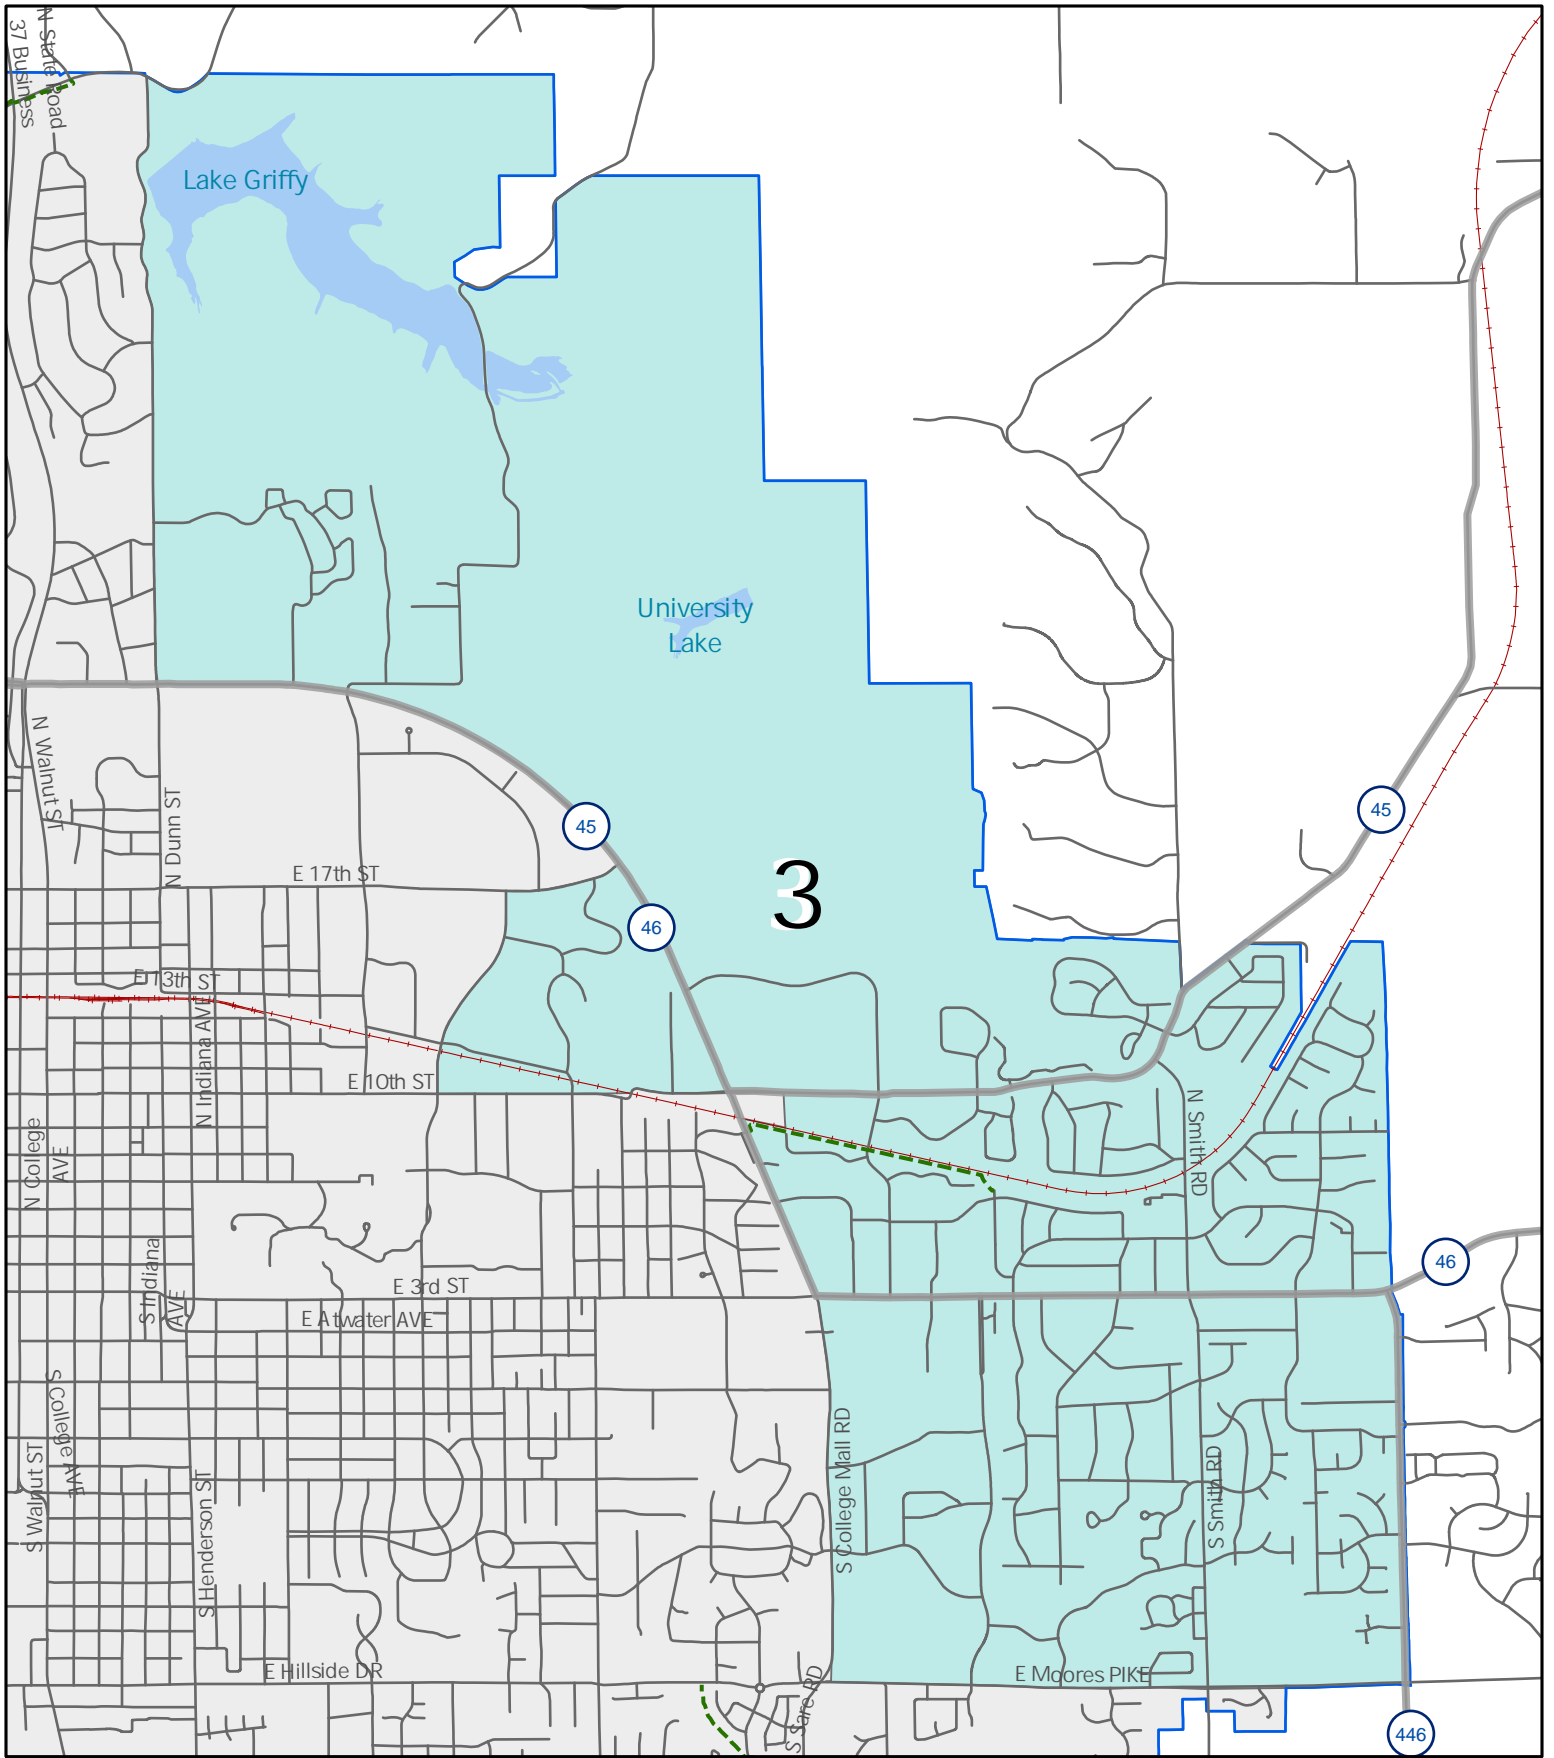 37 Business
N State Road
Lake Griffy
University
Lake
N Walnut ST
N Dunn ST
45
45
E 17th ST
3
46
E 13th ST
N Indiana AVE
E 10th ST
N Smith RD
N College
AVE
S Indiana
AVE
E 3rd ST
46
E Atwater AVE
S College AVE
S Walnut ST
S Henderson ST
S College Mall RD
S Smith RD
E Hillside DR
S Sare RD
E Moores PIKE
446